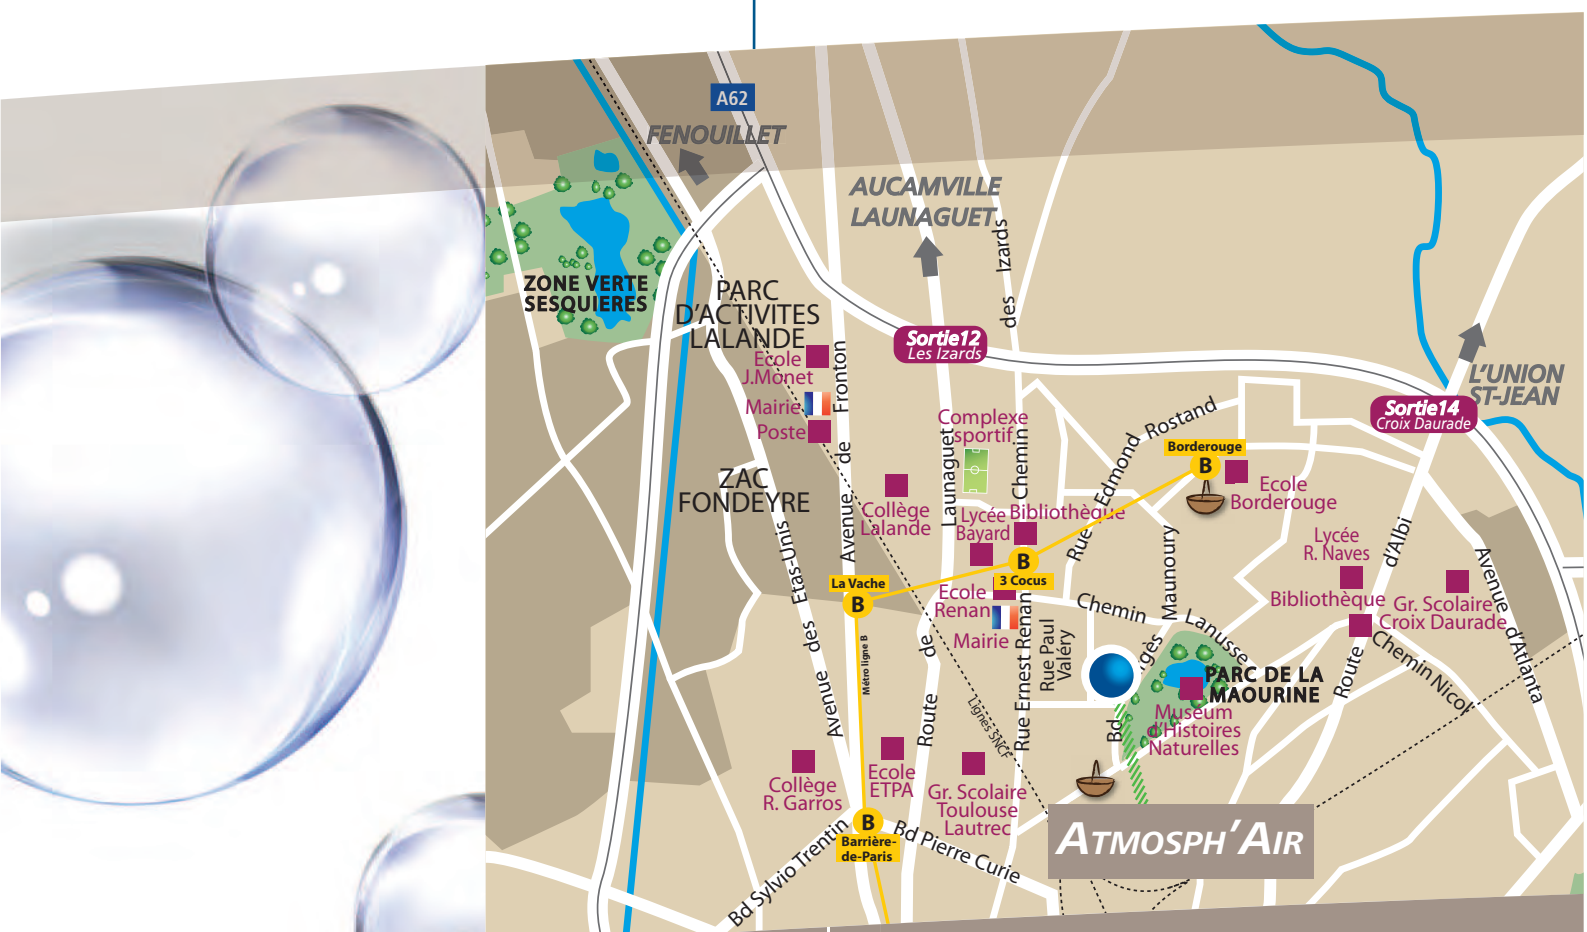 A62
FENOUILLET
AUCAMVILLE
LAUNAGUET
des Izards
ZONE VERTE
SESQUIERES
PARC
D'ACTIVITES
LALANDE
Sortie12
Les Izards
L'UNION
ST-JEAN
Sortie14
Croix Daurade
Ecole
J.Monet
Mairie
Poste
Avenue de Fronton
Complexe
sportif
Chemin
Launaguet
Rue Edmond Rostand
Borderouge
B
Ecole
Borderouge
ZAC
FONDEYRE
Collège
Lalande
Lycée
Bayard
Bibliothèque
B
3 Cocus
La Vache
B
Ecole
Renan
Mairie
Maunoury
Lycée
R. Naves
Bibliothèque
Gr. Scolaire
Croix Daurade
d'Albi
Avenue d'Atlanta
Chemin Lanusse
Chemin Nicol
Route
Avenue des Etas-Unis
Métro ligne B
Route de
Lignes SNCF
Rue Ernest Renan
Rue Paul
Valéry
Bd
gès
PARC DE LA
MAOURINE
Muséum
d'Histoires
Naturelles
Collège
R. Garros
Ecole
ETPA
Gr. Scolaire
Toulouse
Lautrec
B
Barrière-
de-Paris
Bd Sylvio Trentin
Bd Pierre Curie
ATMOSPH'AIR